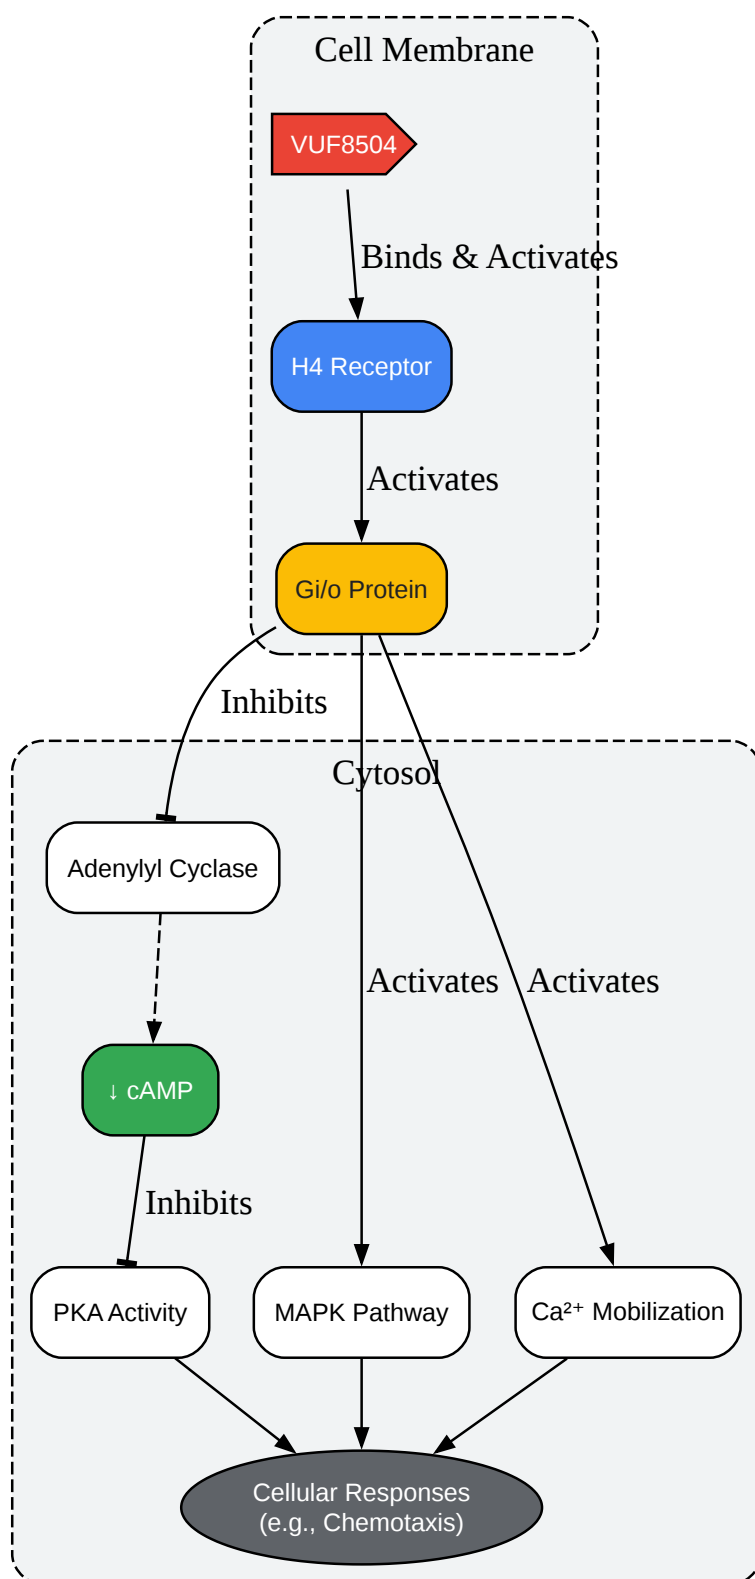 Cell Membrane
VUF8504
Binds & Activates
H4 Receptor
Activates
Gi/o Protein
Inhibits
Cytosol
Adenylyl Cyclase
Activates
Activates
↓ cAMP
Inhibits
PKA Activity
MAPK Pathway
Ca²⁺ Mobilization
Cellular Responses
(e.g., Chemotaxis)